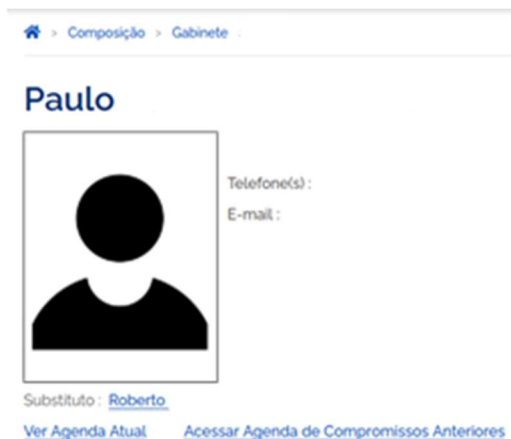 > Composição > Gabinete
Paulo
Telefone(s) :
E-mail :
Substituto : Roberto
Ver Agenda Atual Acessar Agenda de Compromissos Anteriores